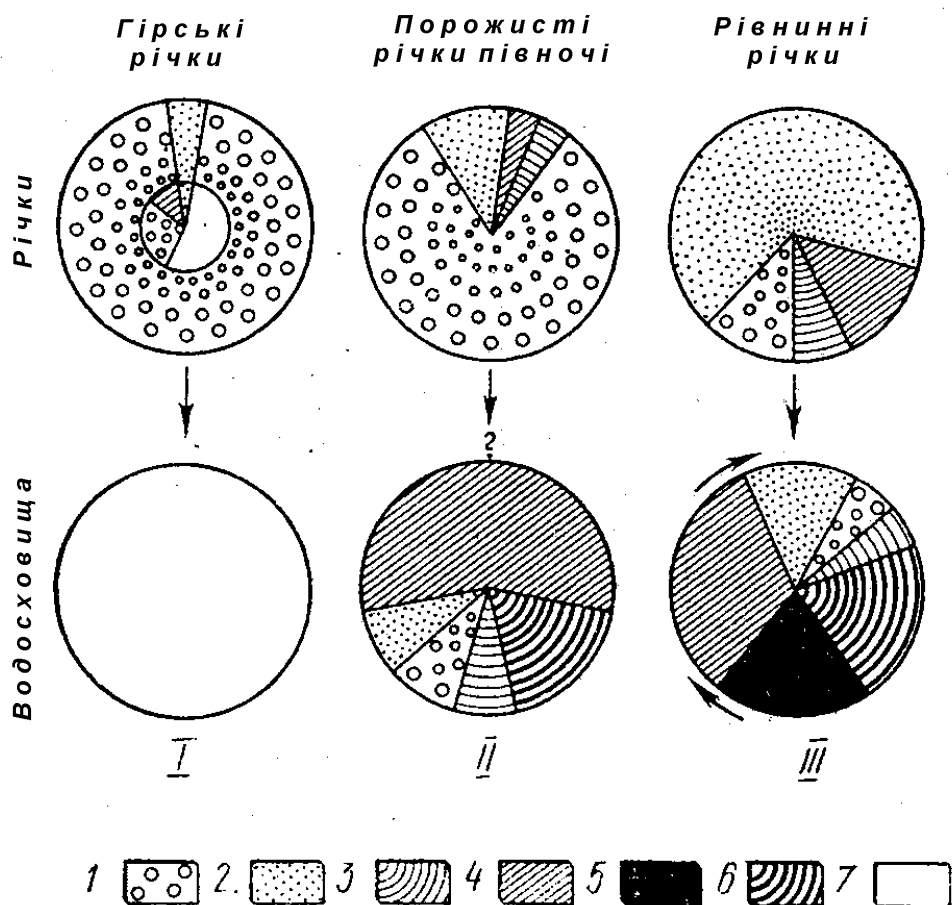 Гірські
річки
Порожисті
річки півночі
Рівнинні
річки
Річки
Водосховища
?
I
II
III
1 2. 3 4 5 6 7